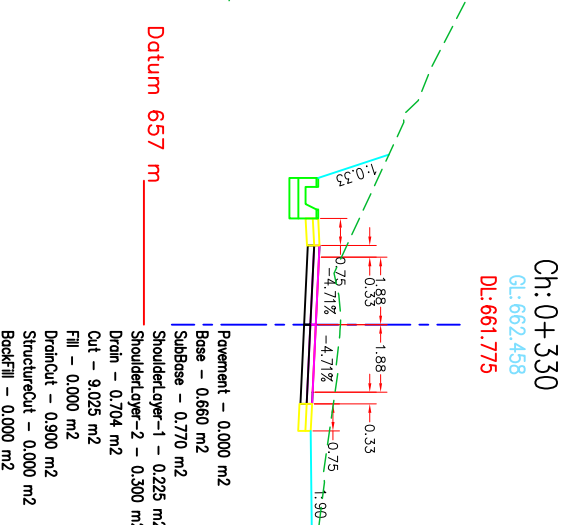 Ch: 0+330
GL: 662.458
DL: 661.775
1:0.33
0.75
0.33
1.88
1.88
0.33
0.75
-4.71%
-4.71%
1:90
Datum 657 m
Pavement - 0.000 m2
Base - 0.660 m2
SubBase - 0.770 m2
ShoulderLayer-1 - 0.225 m2
ShoulderLayer-2 - 0.300 m2
Drain - 0.704 m2
Cut - 9.025 m2
Fill - 0.000 m2
DrainCut - 0.900 m2
StructureCut - 0.000 m2
BackFill - 0.000 m2